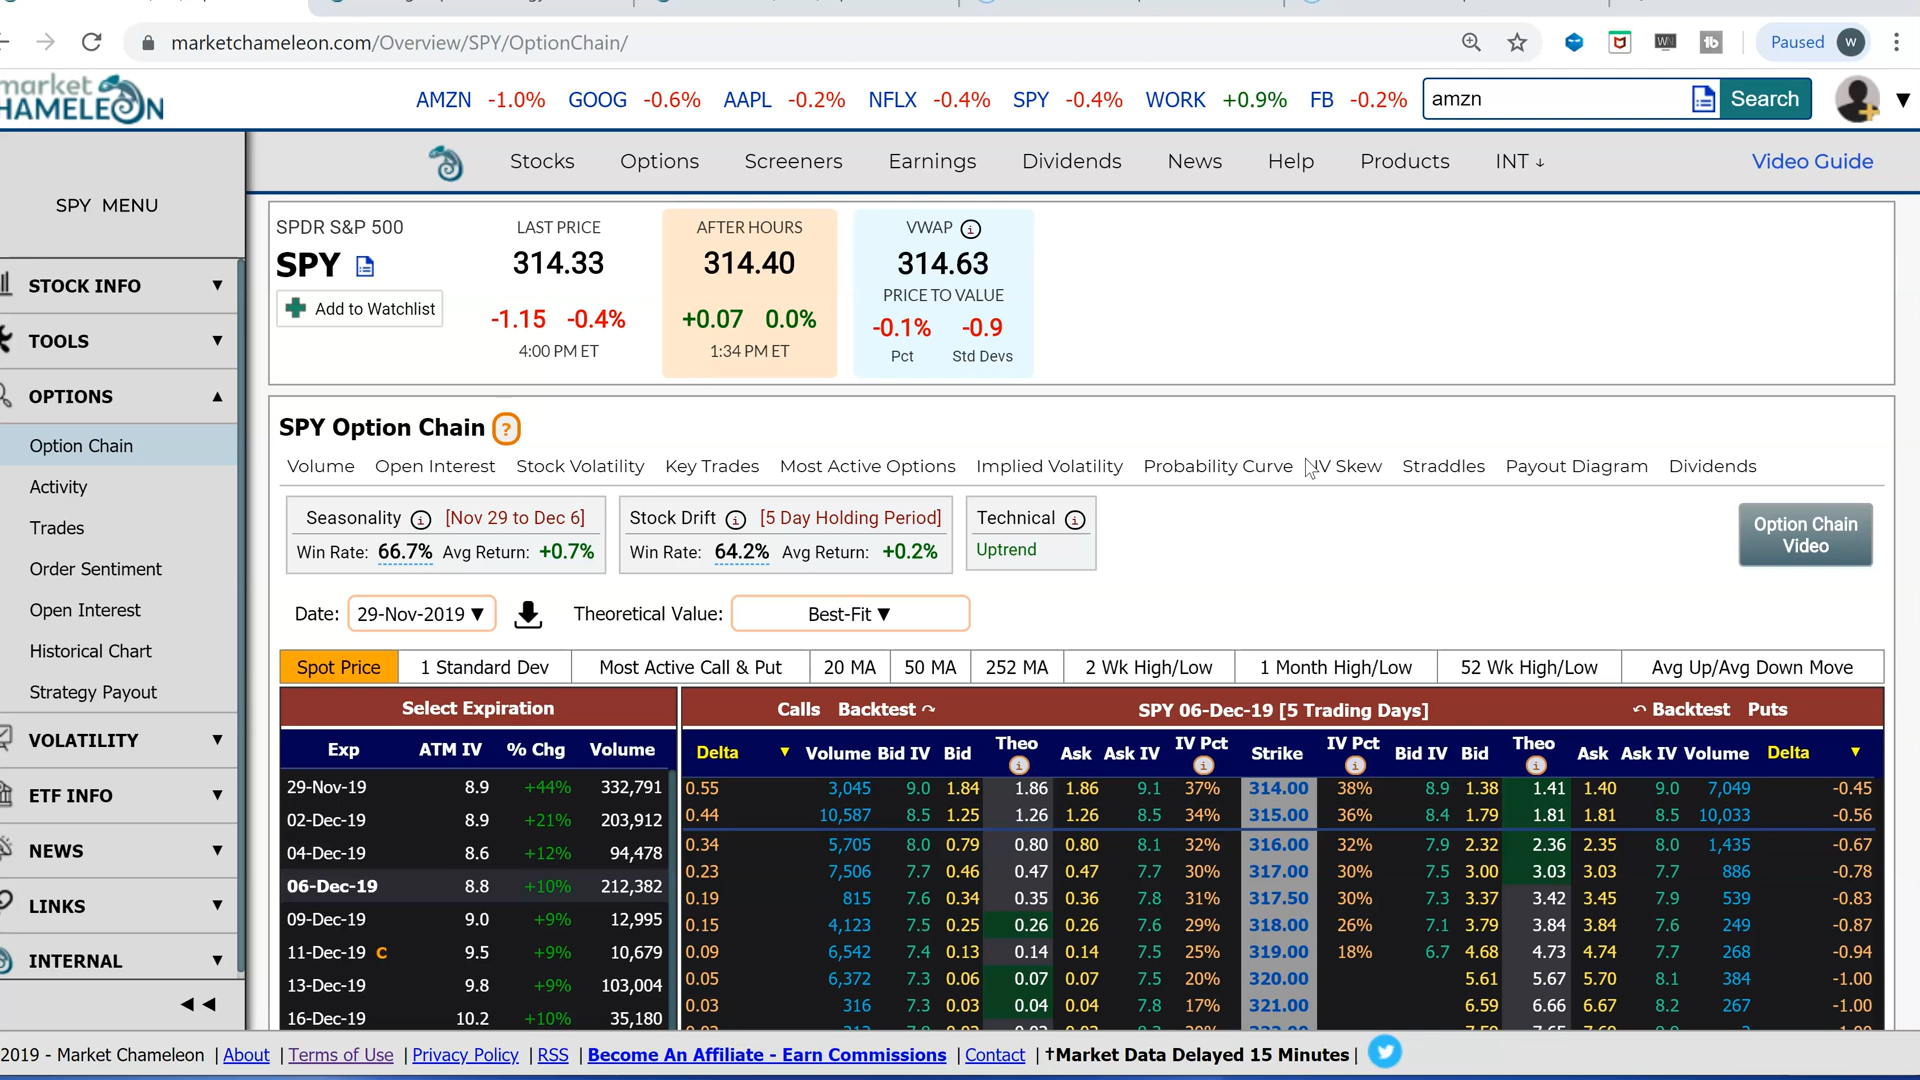 marketchameleon.com/Overview/SPY/OptionChain/
Paused W
market
HAMELEON
AMZN -1.0% GOOG -0.6% AAPL -0.2% NFLX -0.4% SPY -0.4% WORK +0.9% FB -0.2%
amzn
Search
Stocks Options Screeners Earnings Dividends News Help Products INT ↓ Video Guide
SPY MENU
STOCK INFO ▼
TOOLS ▼
OPTIONS ▲
Option Chain
Activity
Trades
Order Sentiment
Open Interest
Historical Chart
Strategy Payout
VOLATILITY ▼
ETF INFO ▼
NEWS ▼
LINKS ▼
INTERNAL ▼
◀ ◀
SPDR S&P 500
SPY
Add to Watchlist
LAST PRICE
314.33
-1.15 -0.4%
4:00 PM ET
AFTER HOURS
314.40
+0.07 0.0%
1:34 PM ET
VWAP i
314.63
PRICE TO VALUE
-0.1% -0.9
Pct Std Devs
SPY Option Chain ?
Volume Open Interest Stock Volatility Key Trades Most Active Options Implied Volatility Probability Curve IV Skew Straddles Payout Diagram Dividends
Seasonality i [Nov 29 to Dec 6]
Win Rate: 66.7% Avg Return: +0.7%
Stock Drift i [5 Day Holding Period]
Win Rate: 64.2% Avg Return: +0.2%
Technical i
Uptrend
Option Chain
Video
Date: 29-Nov-2019 ▼ Theoretical Value: Best-Fit ▼
Spot Price 1 Standard Dev Most Active Call & Put 20 MA 50 MA 252 MA 2 Wk High/Low 1 Month High/Low 52 Wk High/Low Avg Up/Avg Down Move
Select Expiration
Exp ATM IV % Chg Volume
29-Nov-19 8.9 +44% 332,791
02-Dec-19 8.9 +21% 203,912
04-Dec-19 8.6 +12% 94,478
06-Dec-19 8.8 +10% 212,382
09-Dec-19 9.0 +9% 12,995
11-Dec-19 C 9.5 +9% 10,679
13-Dec-19 9.8 +9% 103,004
16-Dec-19 10.2 +10% 35,180
Calls Backtest SPY 06-Dec-19 [5 Trading Days] Backtest Puts
Delta ▼ Volume Bid IV Bid Theo i Ask Ask IV IV Pct i Strike IV Pct i Bid IV Bid Theo i Ask Ask IV Volume Delta ▼
0.55 3,045 9.0 1.84 1.86 1.86 9.1 37% 314.00 38% 8.9 1.38 1.41 1.40 9.0 7,049 -0.45
0.44 10,587 8.5 1.25 1.26 1.26 8.5 34% 315.00 36% 8.4 1.79 1.81 1.81 8.5 10,033 -0.56
0.34 5,705 8.0 0.79 0.80 0.80 8.1 32% 316.00 32% 7.9 2.32 2.36 2.35 8.0 1,435 -0.67
0.23 7,506 7.7 0.46 0.47 0.47 7.7 30% 317.00 30% 7.5 3.00 3.03 3.03 7.7 886 -0.78
0.19 815 7.6 0.34 0.35 0.36 7.8 31% 317.50 30% 7.3 3.37 3.42 3.45 7.9 539 -0.83
0.15 4,123 7.5 0.25 0.26 0.26 7.6 29% 318.00 26% 7.1 3.79 3.84 3.84 7.6 249 -0.87
0.09 6,542 7.4 0.13 0.14 0.14 7.5 25% 319.00 18% 6.7 4.68 4.73 4.74 7.7 268 -0.94
0.05 6,372 7.3 0.06 0.07 0.07 7.5 20% 320.00 5.61 5.67 5.70 8.1 384 -1.00
0.03 316 7.3 0.03 0.04 0.04 7.8 17% 321.00 6.59 6.66 6.67 8.2 267 -1.00
2019 - Market Chameleon | About | Terms of Use | Privacy Policy | RSS | Become An Affiliate - Earn Commissions | Contact | †Market Data Delayed 15 Minutes |